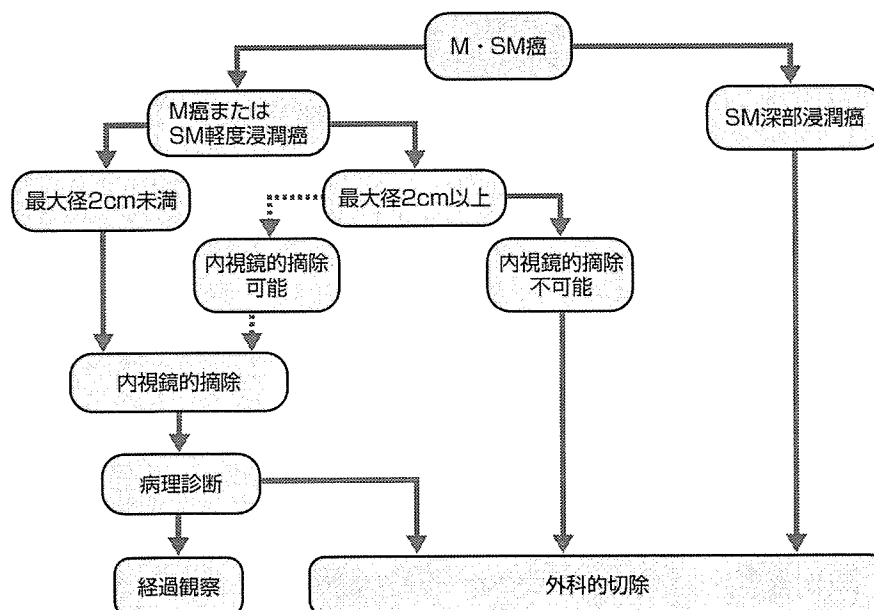 M・SM癌
M癌または
SM軽度浸潤癌
SM深部浸潤癌
最大径2cm未満
最大径2cm以上
内視鏡的摘除
可能
内視鏡的摘除
不可能
内視鏡的摘除
病理診断
経過観察
外科的切除